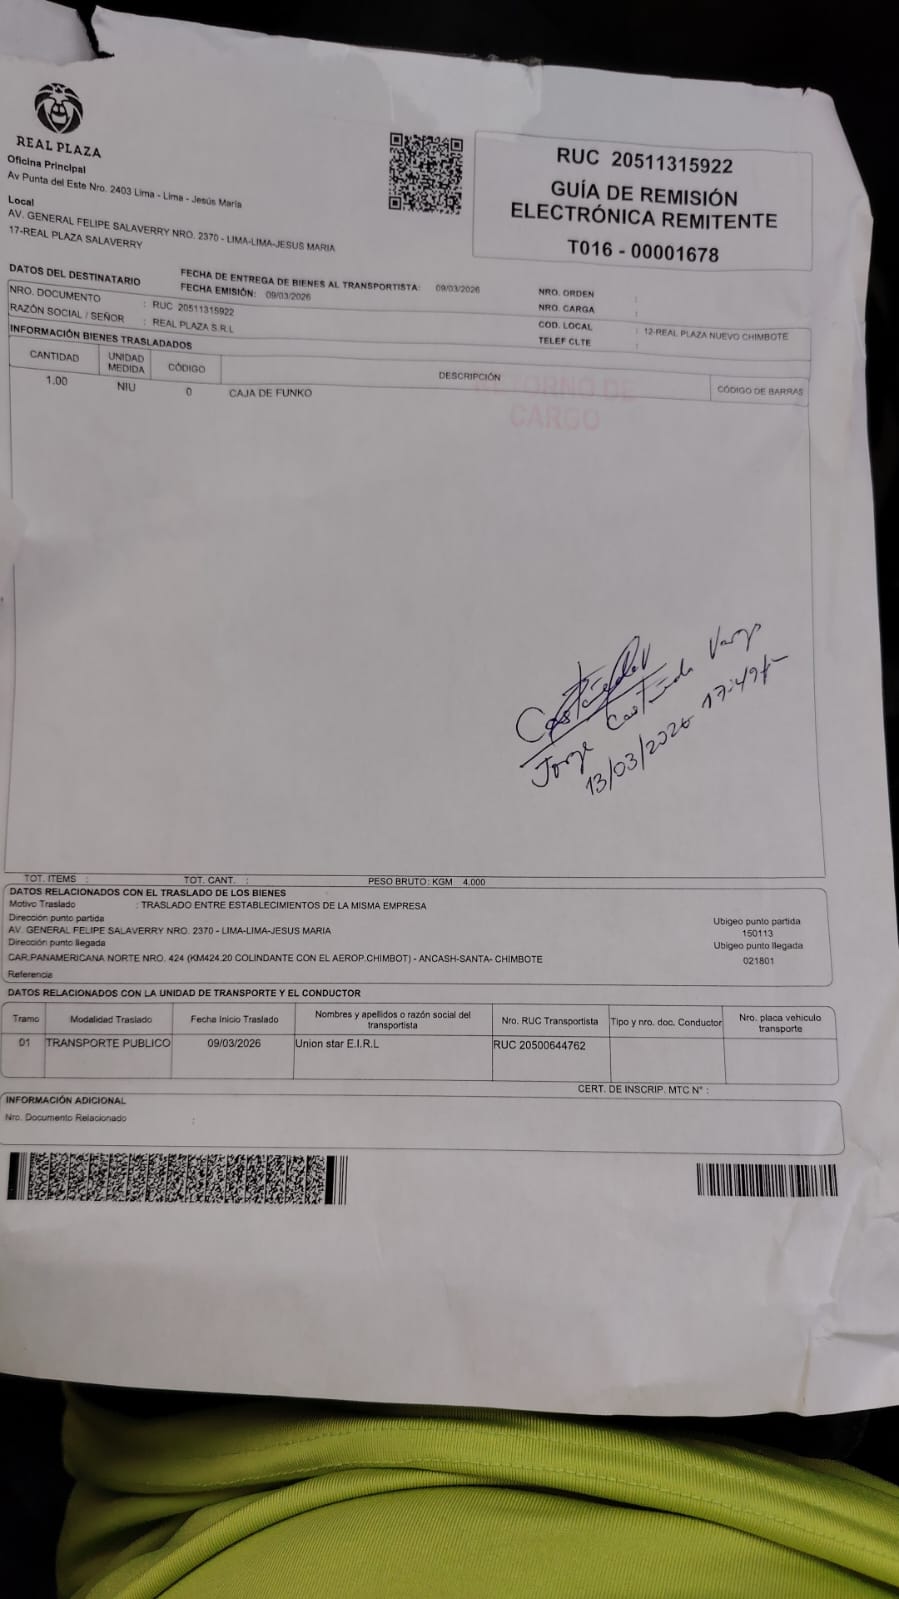 REAL PLAZA
Oficina Principal
Av Punta del Este Nro. 2403 Lima - Lima - Jesús Maria
Local
AV. GENERAL FELIPE SALAVERRY NRO. 2370 - LIMA-LIMA-JESUS MARIA
17-REAL PLAZA SALAVERRY
RUC 20511315922
GUÍA DE REMISIÓN
ELECTRÓNICA REMITENTE
T016 - 00001678
DATOS DEL DESTINATARIO
FECHA DE ENTREGA DE BIENES AL TRANSPORTISTA: 09/03/2026
FECHA EMISIÓN: 09/03/2026
NRO. DOCUMENTO : RUC 20511315922
RAZÓN SOCIAL / SEÑOR : REAL PLAZA S.R.L
NRO. ORDEN :
NRO. CARGA :
COD. LOCAL : 12-REAL PLAZA NUEVO CHIMBOTE
TELEF CLTE :
INFORMACIÓN BIENES TRASLADADOS
CANTIDAD UNIDAD MEDIDA CÓDIGO DESCRIPCIÓN CÓDIGO DE BARRAS
1.00 NIU 0 CAJA DE FUNKO
RETORNO DE
CARGO
Castañeda V
Jorge Castañeda Vargas
13/03/2026 17:49
TOT. ITEMS : TOT. CANT. : PESO BRUTO: KGM 4.000
DATOS RELACIONADOS CON EL TRASLADO DE LOS BIENES
Motivo Traslado : TRASLADO ENTRE ESTABLECIMIENTOS DE LA MISMA EMPRESA
Dirección punto partida
AV. GENERAL FELIPE SALAVERRY NRO. 2370 - LIMA-LIMA-JESUS MARIA
Dirección punto llegada
CAR.PANAMERICANA NORTE NRO. 424 (KM424.20 COLINDANTE CON EL AEROP.CHIMBOT) - ANCASH-SANTA- CHIMBOTE
Referencia
Ubigeo punto partida
150113
Ubigeo punto llegada
021801
DATOS RELACIONADOS CON LA UNIDAD DE TRANSPORTE Y EL CONDUCTOR
Tramo Modalidad Traslado Fecha Inicio Traslado Nombres y apellidos o razón social del transportista Nro. RUC Transportista Tipo y nro. doc. Conductor Nro. placa vehiculo transporte
01 TRANSPORTE PUBLICO 09/03/2026 Union star E.I.R.L RUC 20500644762
CERT. DE INSCRIP. MTC N° :
INFORMACIÓN ADICIONAL
Nro. Documento Relacionado :